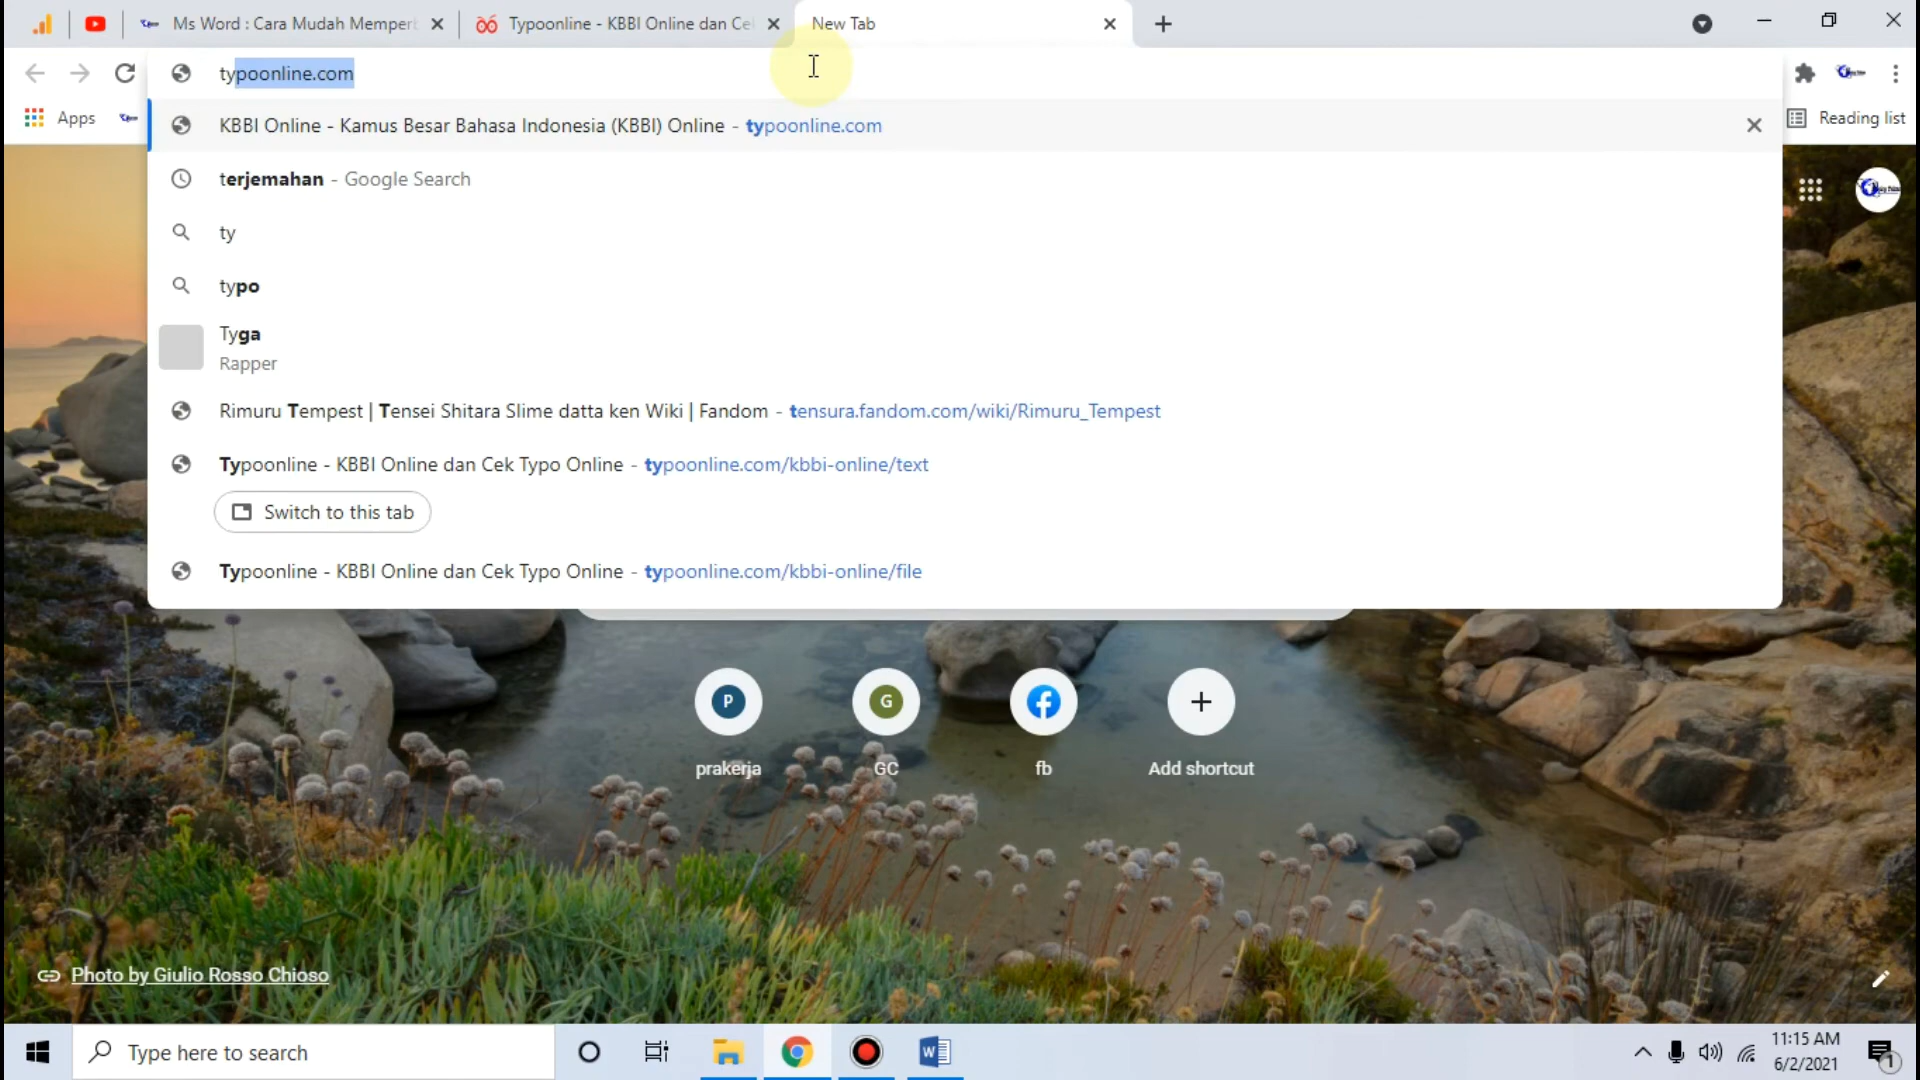 Ms Word : Cara Mudah Mempert
Typoonline - KBBI Online dan Ce
New Tab
typoonline.com
Apps
KBBI Online - Kamus Besar Bahasa Indonesia (KBBI) Online - typoonline.com
Reading list
terjemahan - Google Search
ty
typo
Tyga
Rapper
Rimuru Tempest | Tensei Shitara Slime datta ken Wiki | Fandom - tensura.fandom.com/wiki/Rimuru_Tempest
Typoonline - KBBI Online dan Cek Typo Online - typoonline.com/kbbi-online/text
Switch to this tab
Typoonline - KBBI Online dan Cek Typo Online - typoonline.com/kbbi-online/file
P
G
prakerja
GC
fb
Add shortcut
Photo by Giulio Rosso Chioso
Type here to search
11:15 AM
6/2/2021
1